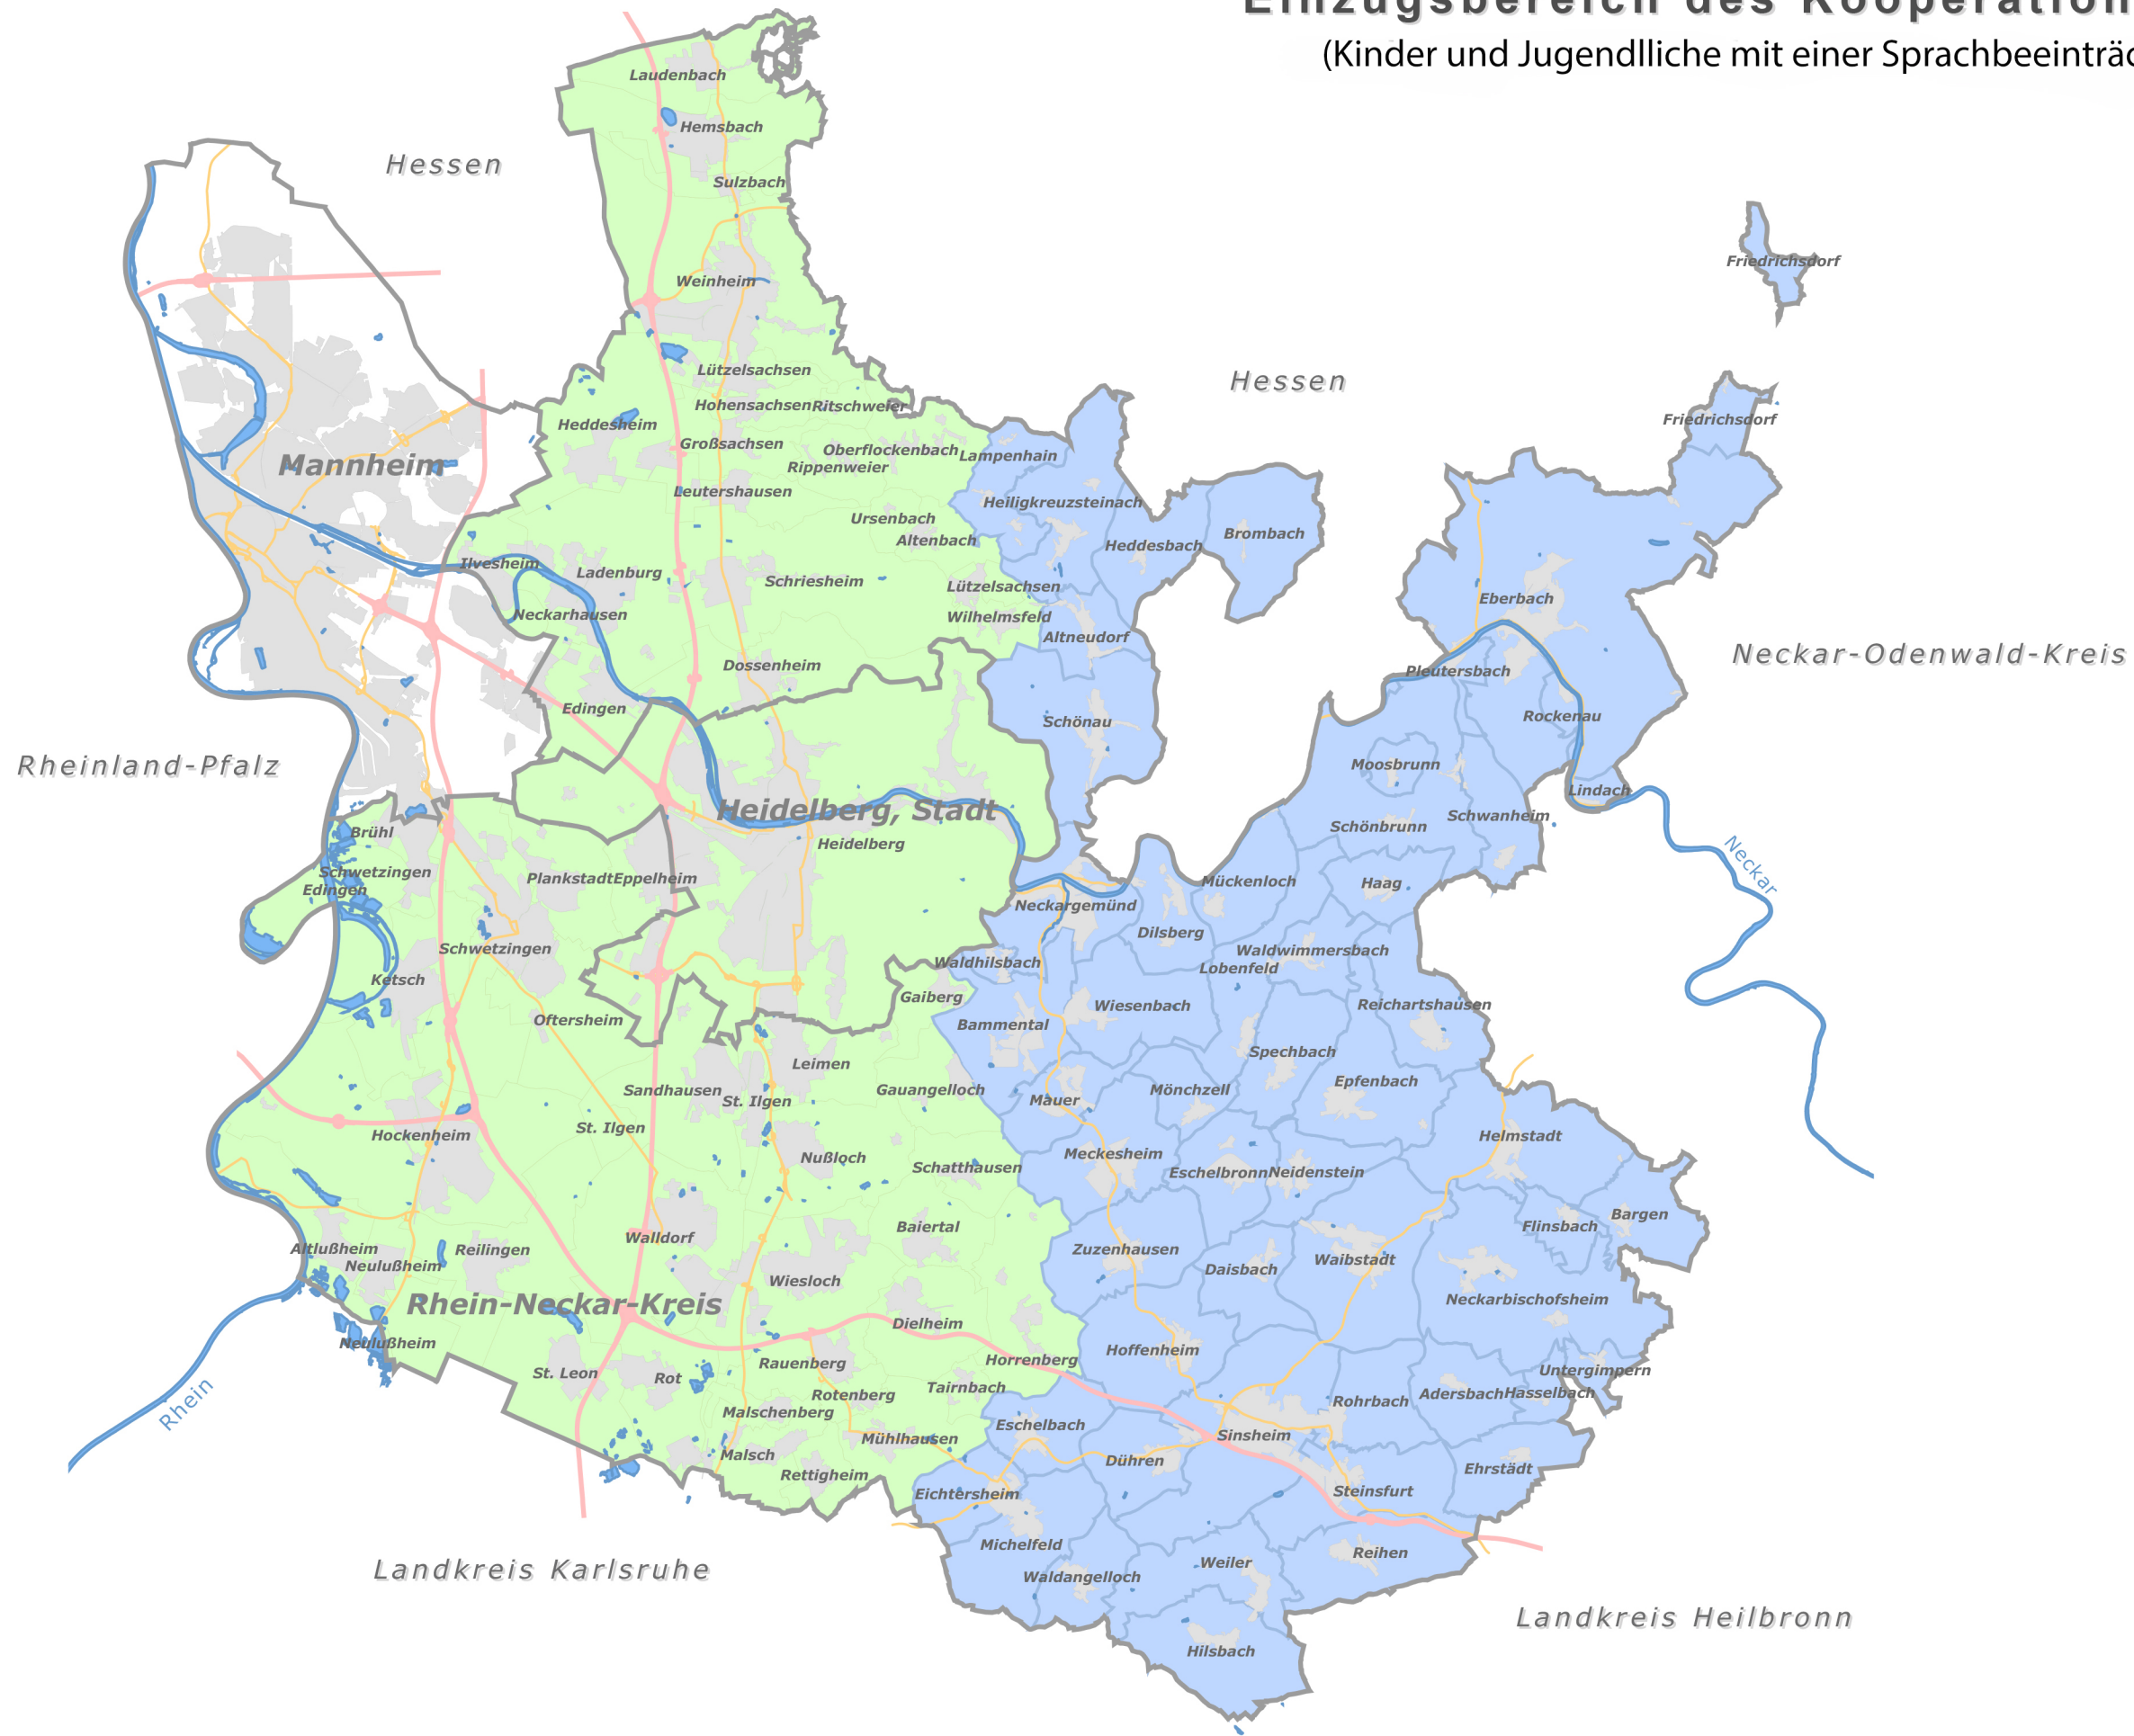 Einzugsbereich des Kooperation
(Kinder und Jugendlliche mit einer Sprachbeeinträc
Laudenbach
Hemsbach
Hessen
Sulzbach
Friedrichsdorf
Weinheim
Lützelsachsen
Hessen
Hohensachsen
Ritschweier
Friedrichsdorf
Heddesheim
Großsachsen
Oberflockenbach
Lampenhain
Mannheim
Rippenweier
Leutershausen
Heiligkreuzsteinach
Ursenbach
Brombach
Altenbach
Heddesbach
Ilvesheim
Ladenburg
Schriesheim
Lützelsachsen
Eberbach
Neckarhausen
Wilhelmsfeld
Altneudorf
Neckar-Odenwald-Kreis
Dossenheim
Pleutersbach
Edingen
Schönau
Rockenau
Rheinland-Pfalz
Moosbrunn
Lindach
Heidelberg, Stadt
Schwanheim
Brühl
Schönbrunn
Heidelberg
Neckar
Schwetzingen
Plankstadt
Eppelheim
Mückenloch
Haag
Edingen
Neckargemünd
Dilsberg
Schwetzingen
Waldwimmersbach
Waldhilsbach
Lobenfeld
Ketsch
Gaiberg
Wiesenbach
Reichartshausen
Oftersheim
Bammental
Leimen
Spechbach
Sandhausen
Gauangelloch
Mönchzell
Epfenbach
St. Ilgen
Mauer
St. Ilgen
Hockenheim
Helmstadt
Nußloch
Meckesheim
Schatthausen
Eschelbronn
Neidenstein
Bargen
Walldorf
Baiertal
Flinsbach
Altlußheim
Reilingen
Zuzenhausen
Neulußheim
Wiesloch
Daisbach
Waibstadt
Rhein-Neckar-Kreis
Neckarbischofsheim
Dielheim
Neulußheim
Hoffenheim
St. Leon
Rot
Rauenberg
Horrenberg
Untergimpern
Rhein
Rotenberg
Tairnbach
Rohrbach
Adersbach
Hasselbach
Malschenberg
Eschelbach
Mühlhausen
Sinsheim
Malsch
Dühren
Rettigheim
Ehrstädt
Eichtersheim
Steinsfurt
Michelfeld
Reihen
Landkreis Karlsruhe
Weiler
Waldangelloch
Landkreis Heilbronn
Hilsbach